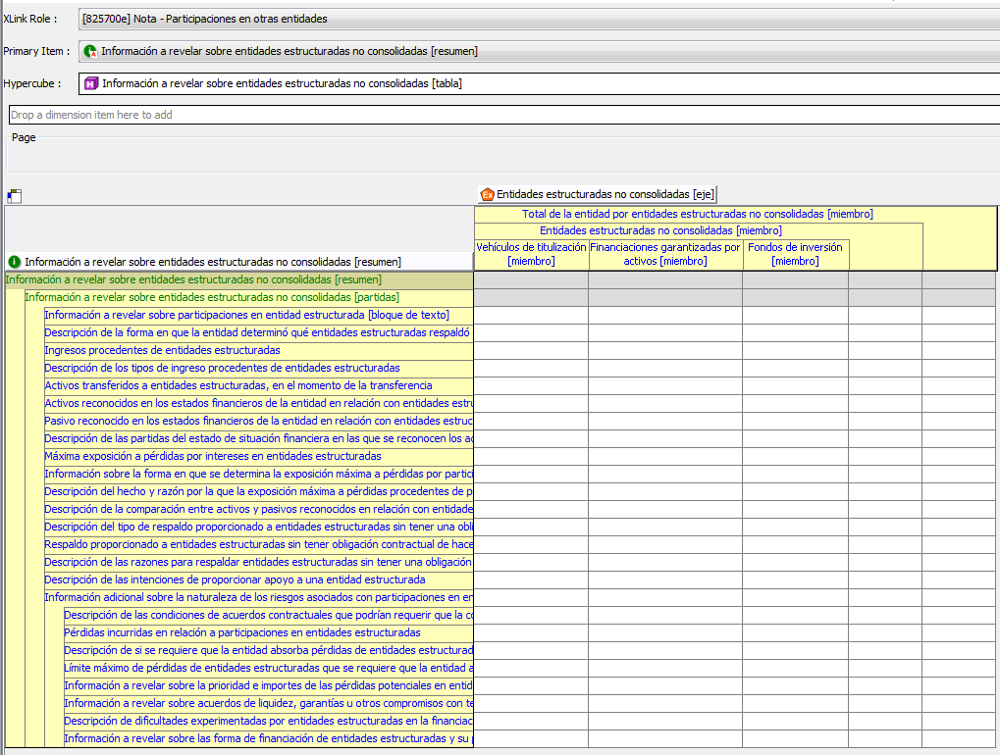 XLink Role : [825700e] Nota - Participaciones en otras entidades
Primary Item : Información a revelar sobre entidades estructuradas no consolidadas [resumen]
Hypercube : Información a revelar sobre entidades estructuradas no consolidadas [tabla]
Drop a dimension item here to add
Page
Entidades estructuradas no consolidadas [eje]
Total de la entidad por entidades estructuradas no consolidadas [miembro]
Entidades estructuradas no consolidadas [miembro]
Vehículos de titulización [miembro]
Financiaciones garantizadas por activos [miembro]
Fondos de inversión [miembro]
Información a revelar sobre entidades estructuradas no consolidadas [resumen]
Información a revelar sobre entidades estructuradas no consolidadas [resumen]
Información a revelar sobre entidades estructuradas no consolidadas [partidas]
Información a revelar sobre participaciones en entidad estructurada [bloque de texto]
Descripción de la forma en que la entidad determinó qué entidades estructuradas respaldó
Ingresos procedentes de entidades estructuradas
Descripción de los tipos de ingreso procedentes de entidades estructuradas
Activos transferidos a entidades estructuradas, en el momento de la transferencia
Activos reconocidos en los estados financieros de la entidad en relación con entidades estru
Pasivo reconocido en los estados financieros de la entidad en relación con entidades estruc
Descripción de las partidas del estado de situación financiera en las que se reconocen los ac
Máxima exposición a pérdidas por intereses en entidades estructuradas
Información sobre la forma en que se determina la exposición máxima a pérdidas por partici
Descripción del hecho y razón por la que la exposición máxima a pérdidas procedentes de p
Descripción de la comparación entre activos y pasivos reconocidos en relación con entidade
Descripción del tipo de respaldo proporcionado a entidades estructuradas sin tener una obli
Respaldo proporcionado a entidades estructuradas sin tener obligación contractual de hace
Descripción de las razones para respaldar entidades estructuradas sin tener una obligación
Descripción de las intenciones de proporcionar apoyo a una entidad estructurada
Información adicional sobre la naturaleza de los riesgos asociados con participaciones en en
Descripción de las condiciones de acuerdos contractuales que podrían requerir que la co
Pérdidas incurridas en relación a participaciones en entidades estructuradas
Descripción de si se requiere que la entidad absorba pérdidas de entidades estructurad
Límite máximo de pérdidas de entidades estructuradas que se requiere que la entidad a
Información a revelar sobre la prioridad e importes de las pérdidas potenciales en entid
Información a revelar sobre acuerdos de liquidez, garantías u otros compromisos con te
Descripción de dificultades experimentadas por entidades estructuradas en la financiac
Información a revelar sobre las forma de financiación de entidades estructuradas y su p